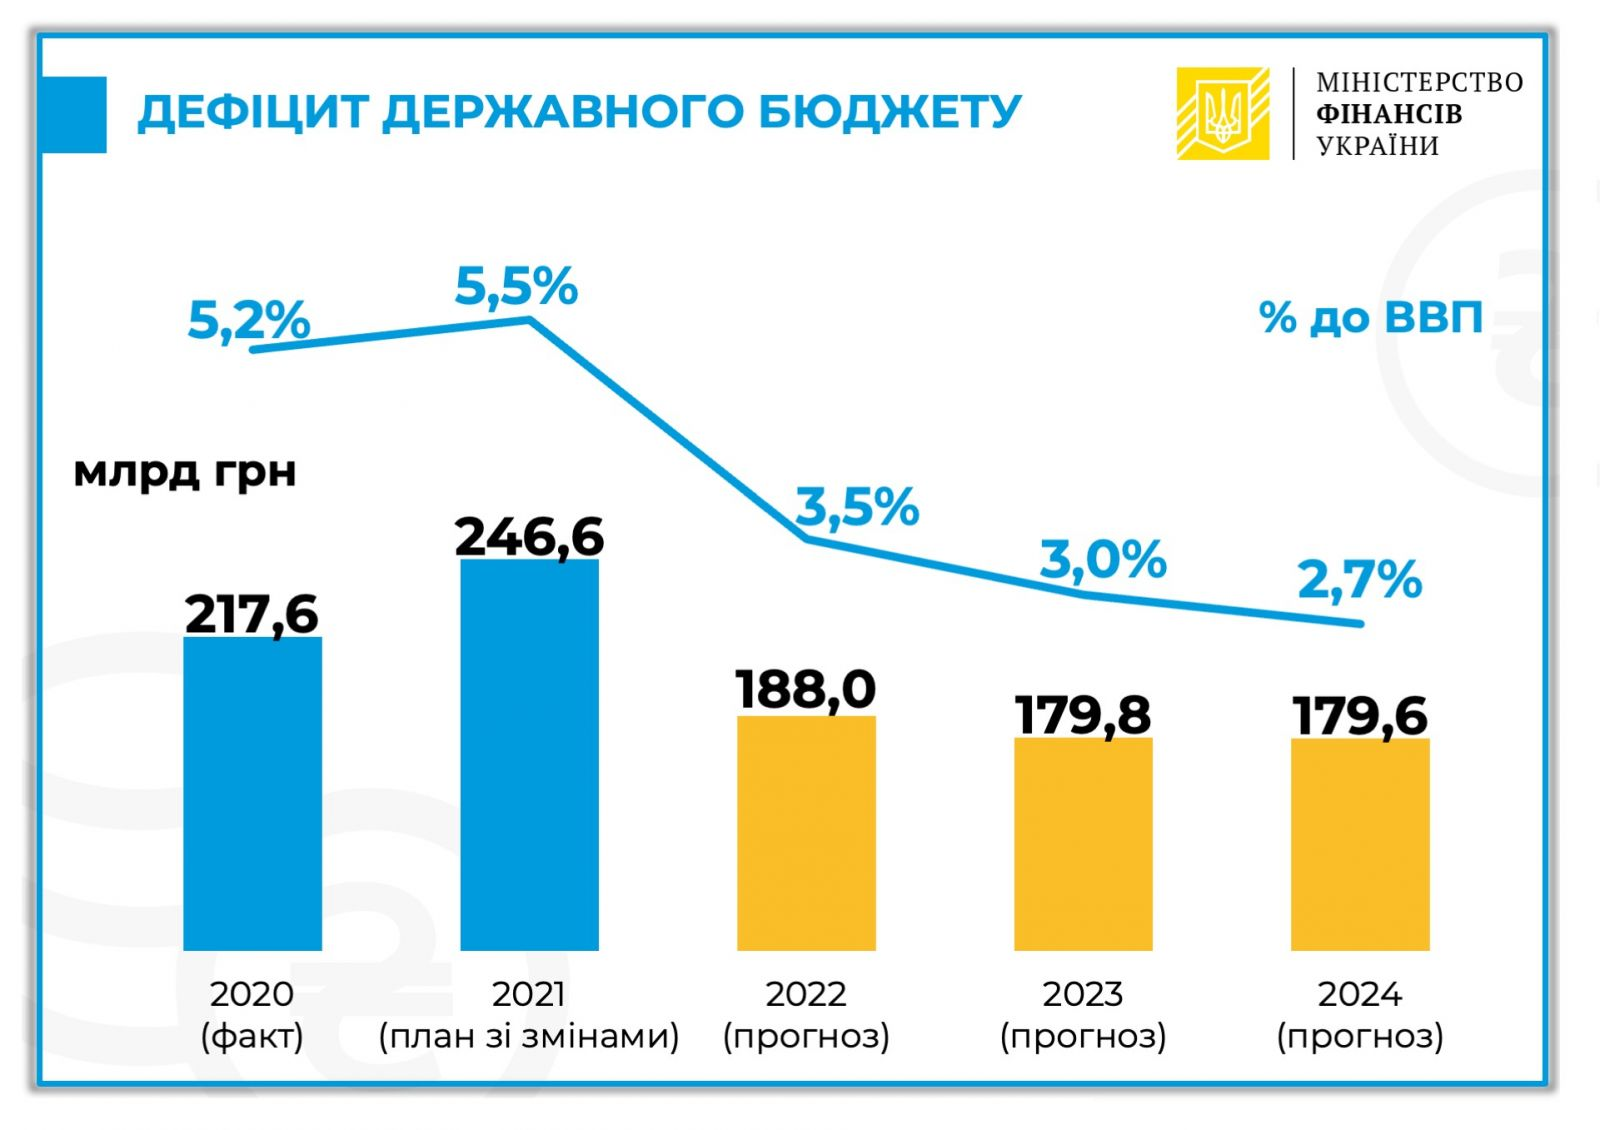 ДЕФІЦИТ ДЕРЖАВНОГО БЮДЖЕТУ
МІНІСТЕРСТВО
ФІНАНСІВ
УКРАЇНИ
5,2%
5,5%
% до ВВП
млрд грн
3,5%
3,0%
2,7%
217,6
246,6
188,0
179,8
179,6
2020
(факт)
2021
(план зі змінами)
2022
(прогноз)
2023
(прогноз)
2024
(прогноз)